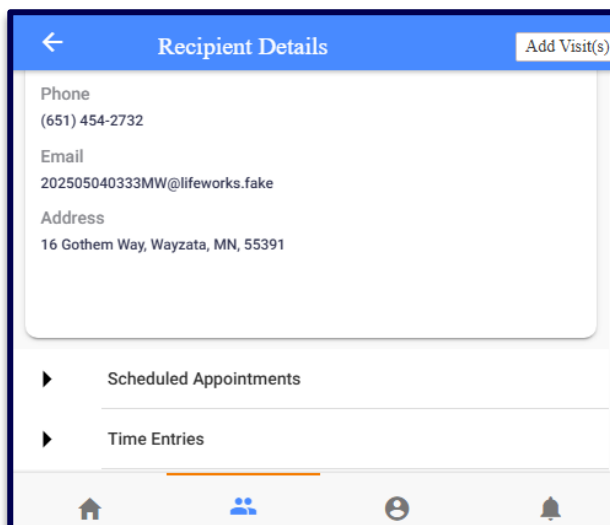 Recipient Details
Add Visit(s)
Phone
(651) 454-2732
Email
202505040333MW@lifeworks.fake
Address
16 Gothem Way, Wayzata, MN, 55391
Scheduled Appointments
Time Entries